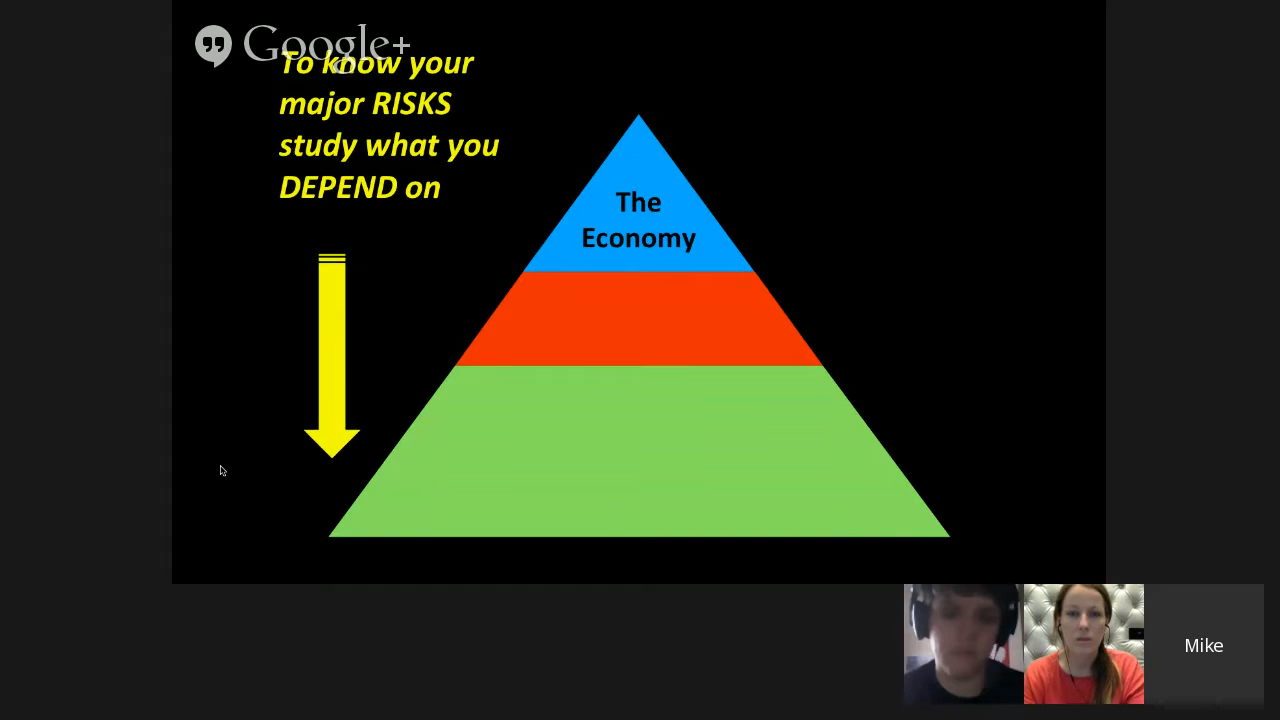 Google+
To know your
major RISKS
study what you
DEPEND on
The
Economy
Mike